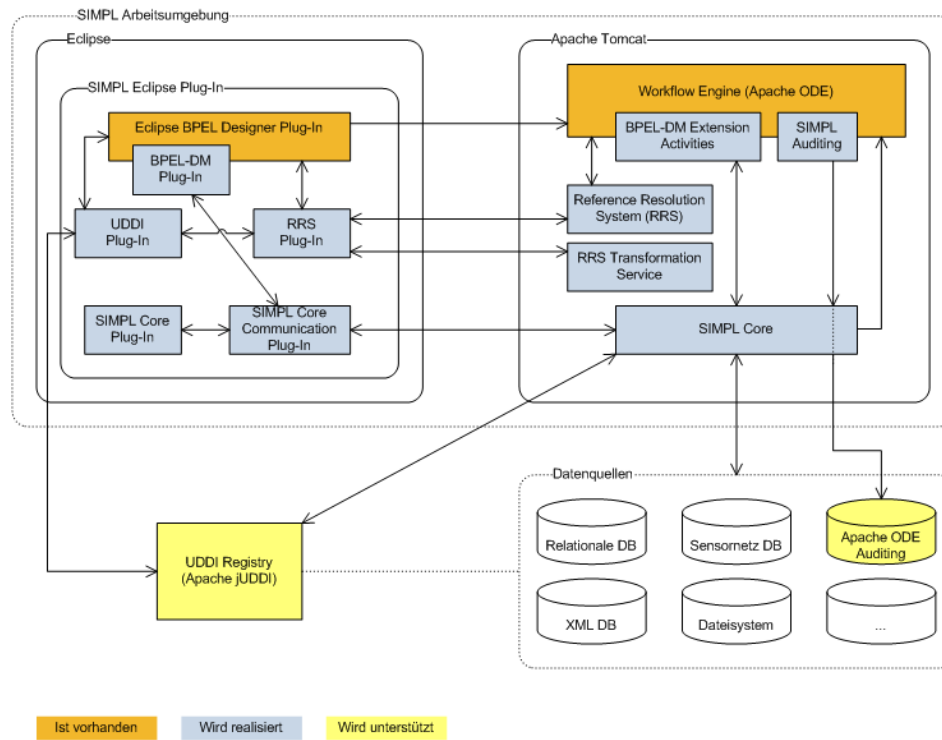 SIMPL Arbeitsumgebung
Eclipse
Apache Tomcat
SIMPL Eclipse Plug-In
Eclipse BPEL Designer Plug-In
BPEL-DM
Plug-In
UDDI
Plug-In
RRS
Plug-In
SIMPL Core
Plug-In
SIMPL Core
Communication
Plug-In
Workflow Engine (Apache ODE)
BPEL-DM Extension
Activities
SIMPL
Auditing
Reference Resolution
System (RRS)
RRS Transformation
Service
SIMPL Core
UDDI Registry
(Apache jUDDI)
Datenquellen
Relationale DB
Sensornetz DB
Apache ODE
Auditing
XML DB
Dateisystem
...
Ist vorhanden
Wird realisiert
Wird unterstützt